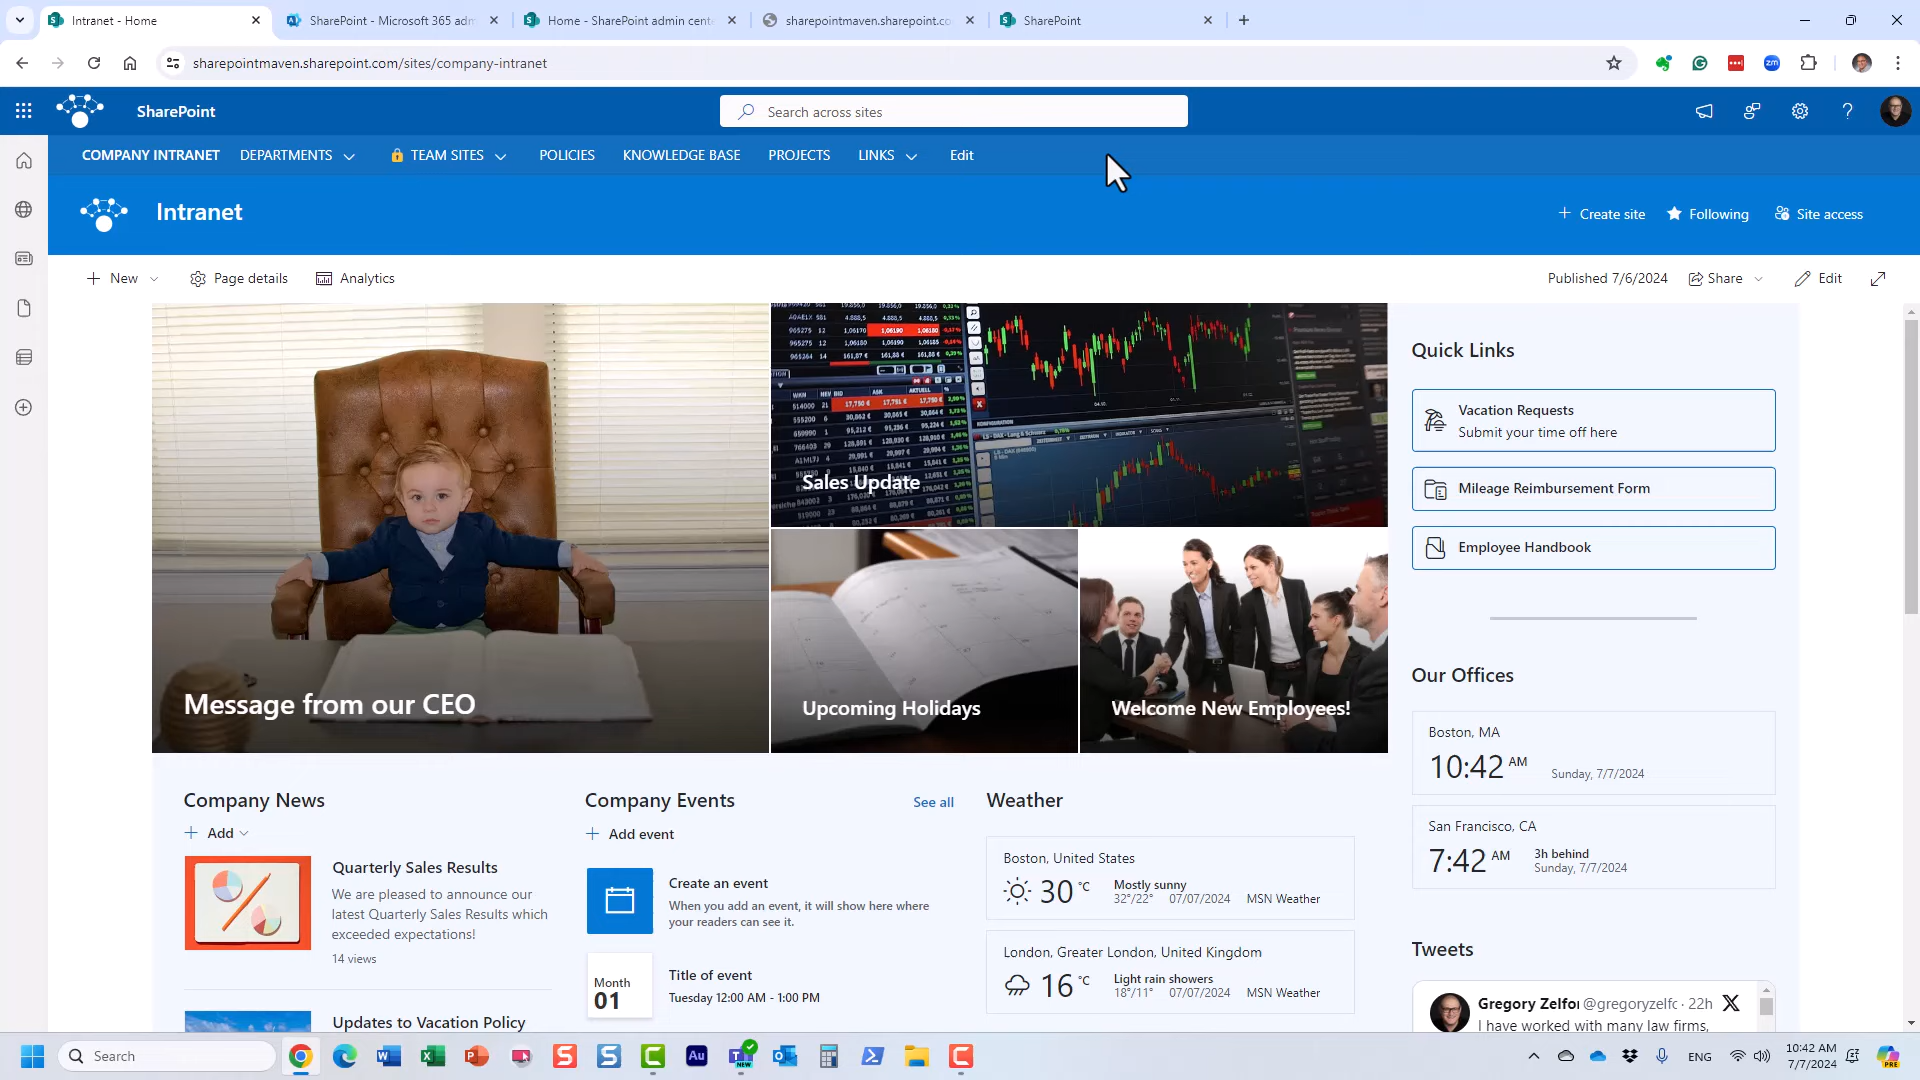 Intranet - Home
SharePoint - Microsoft 365 adm
Home - SharePoint admin cente
sharepointmaven.sharepoint.co
SharePoint
sharepointmaven.sharepoint.com/sites/company-intranet
SharePoint
Search across sites
COMPANY INTRANET
DEPARTMENTS
TEAM SITES
POLICIES
KNOWLEDGE BASE
PROJECTS
LINKS
Edit
Intranet
Create site
Following
Site access
New
Page details
Analytics
Published 7/6/2024
Share
Edit
Message from our CEO
Sales Update
Upcoming Holidays
Welcome New Employees!
Quick Links
Vacation Requests
Submit your time off here
Mileage Reimbursement Form
Employee Handbook
Our Offices
Boston, MA
10:42 AM
Sunday, 7/7/2024
San Francisco, CA
7:42 AM
3h behind
Sunday, 7/7/2024
Tweets
Gregory Zelfo
@gregoryzelfc · 22h
I have worked with many law firms,
Company News
Add
Quarterly Sales Results
We are pleased to announce our
latest Quarterly Sales Results which
exceeded expectations!
14 views
Updates to Vacation Policy
Company Events
See all
Add event
Create an event
When you add an event, it will show here where
your readers can see it.
Month
01
Title of event
Tuesday 12:00 AM - 1:00 PM
Weather
Boston, United States
30 °C
Mostly sunny
32°/22° 07/07/2024 MSN Weather
London, Greater London, United Kingdom
16 °C
Light rain showers
18°/11° 07/07/2024 MSN Weather
Search
ENG
10:42 AM
7/7/2024